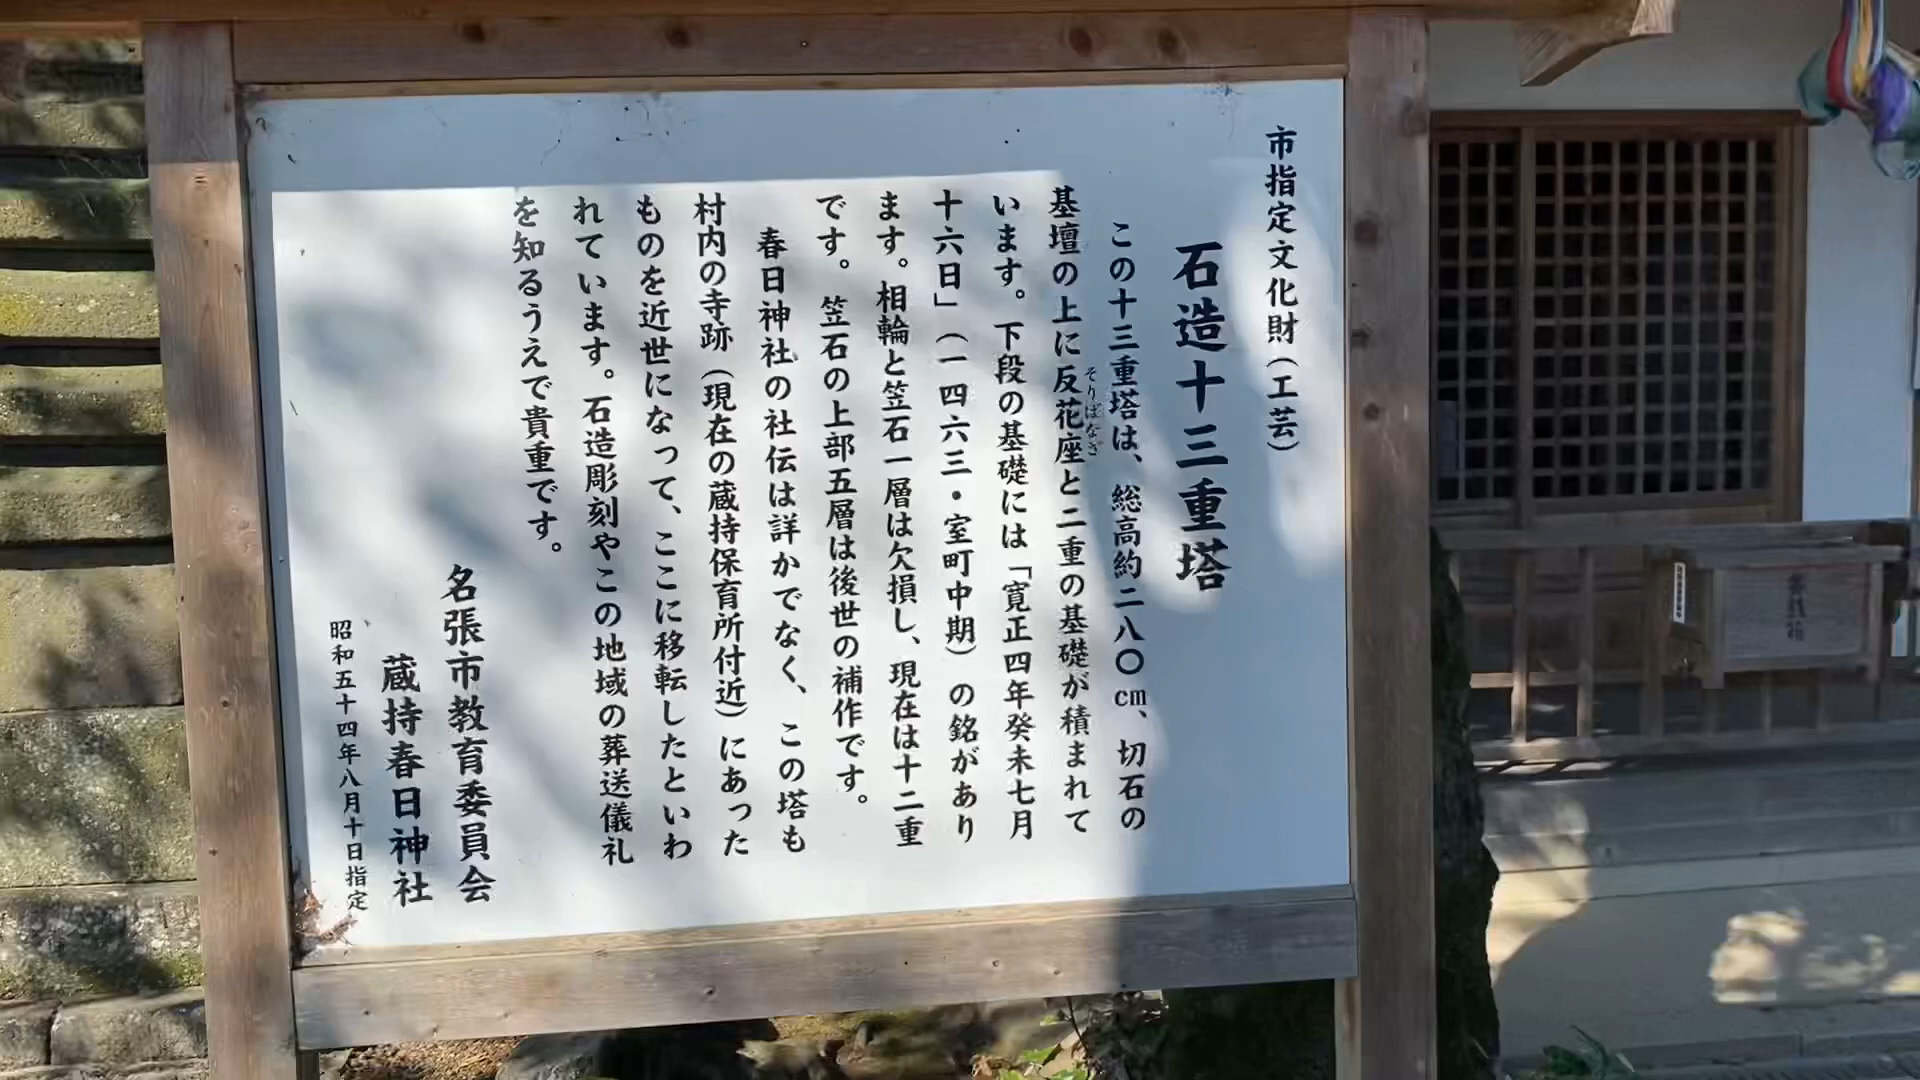 市指定文化財(工芸)
石造十三重塔
この十三重塔は、総高約二八〇㎝、切石の
基壇の上に反花座と二重の基礎が積まれて
そりばなざ
います。下段の基礎には「寛正四年癸未七月
十六日」(一四六三・室町中期)の銘があり
ます。相輪と笠石一層は欠損し、現在は十二重
です。笠石の上部五層は後世の補作です。
春日神社の社伝は詳かでなく、この塔も
村内の寺跡(現在の蔵持保育所付近)にあった
ものを近世になって、ここに移転したといわ
れています。石造彫刻やこの地域の葬送儀礼
を知るうえで貴重です。
名張市教育委員会
蔵持春日神社
昭和五十四年八月十日指定